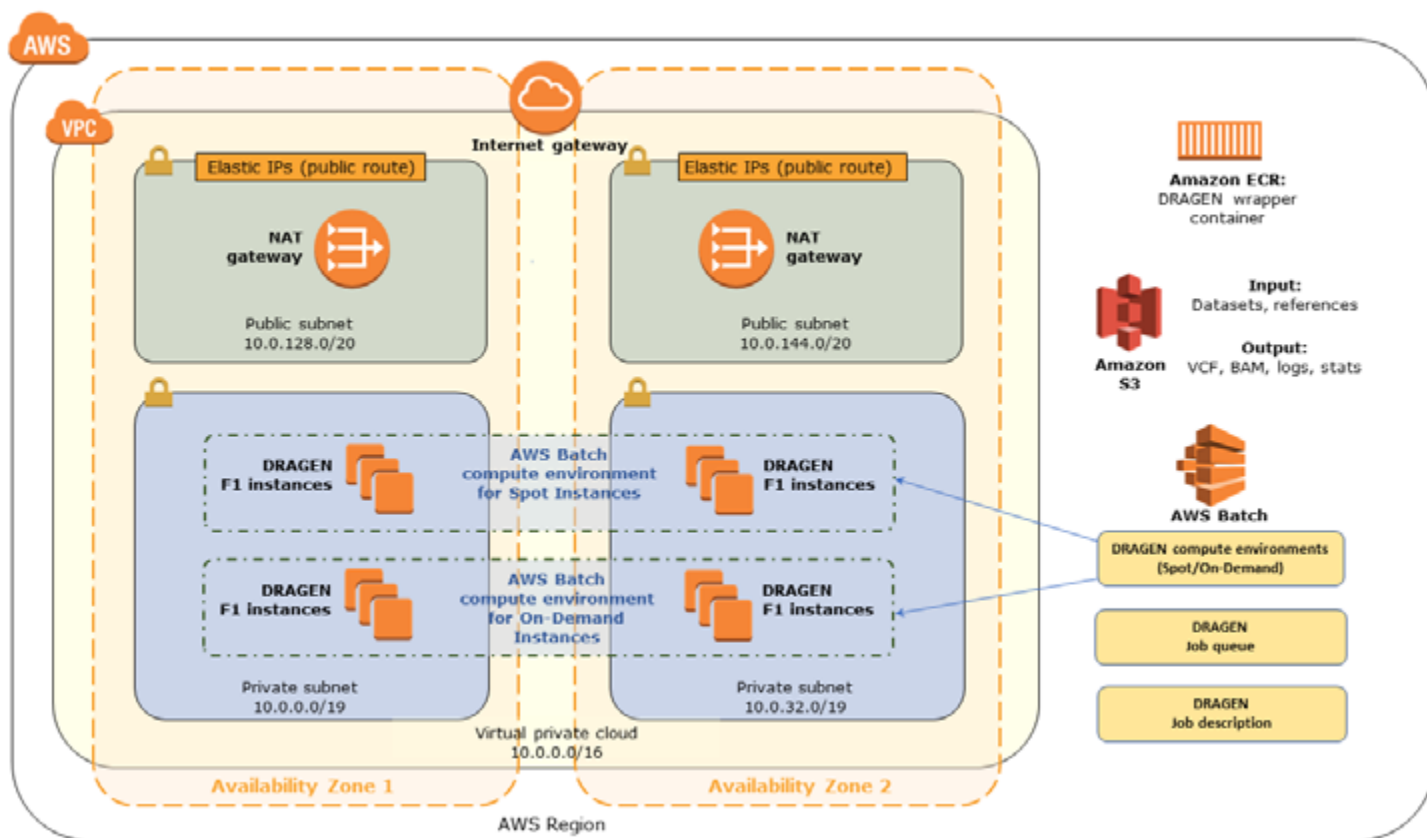 AWS
VPC
Internet gateway
Elastic IPs (public route)
NAT
gateway
Public subnet
10.0.128.0/20
Elastic IPs (public route)
NAT
gateway
Public subnet
10.0.144.0/20
DRAGEN
F1 instances
AWS Batch
compute environment
for Spot Instances
DRAGEN
F1 instances
DRAGEN
F1 instances
AWS Batch
compute environment
for On-Demand
Instances
DRAGEN
F1 instances
Private subnet
10.0.0.0/19
Private subnet
10.0.32.0/19
Virtual private cloud
10.0.0.0/16
Availability Zone 1
Availability Zone 2
AWS Region
Amazon ECR:
DRAGEN wrapper
container
Amazon
S3
Input:
Datasets, references
Output:
VCF, BAM, logs, stats
AWS Batch
DRAGEN compute environments
(Spot/On-Demand)
DRAGEN
Job queue
DRAGEN
Job description